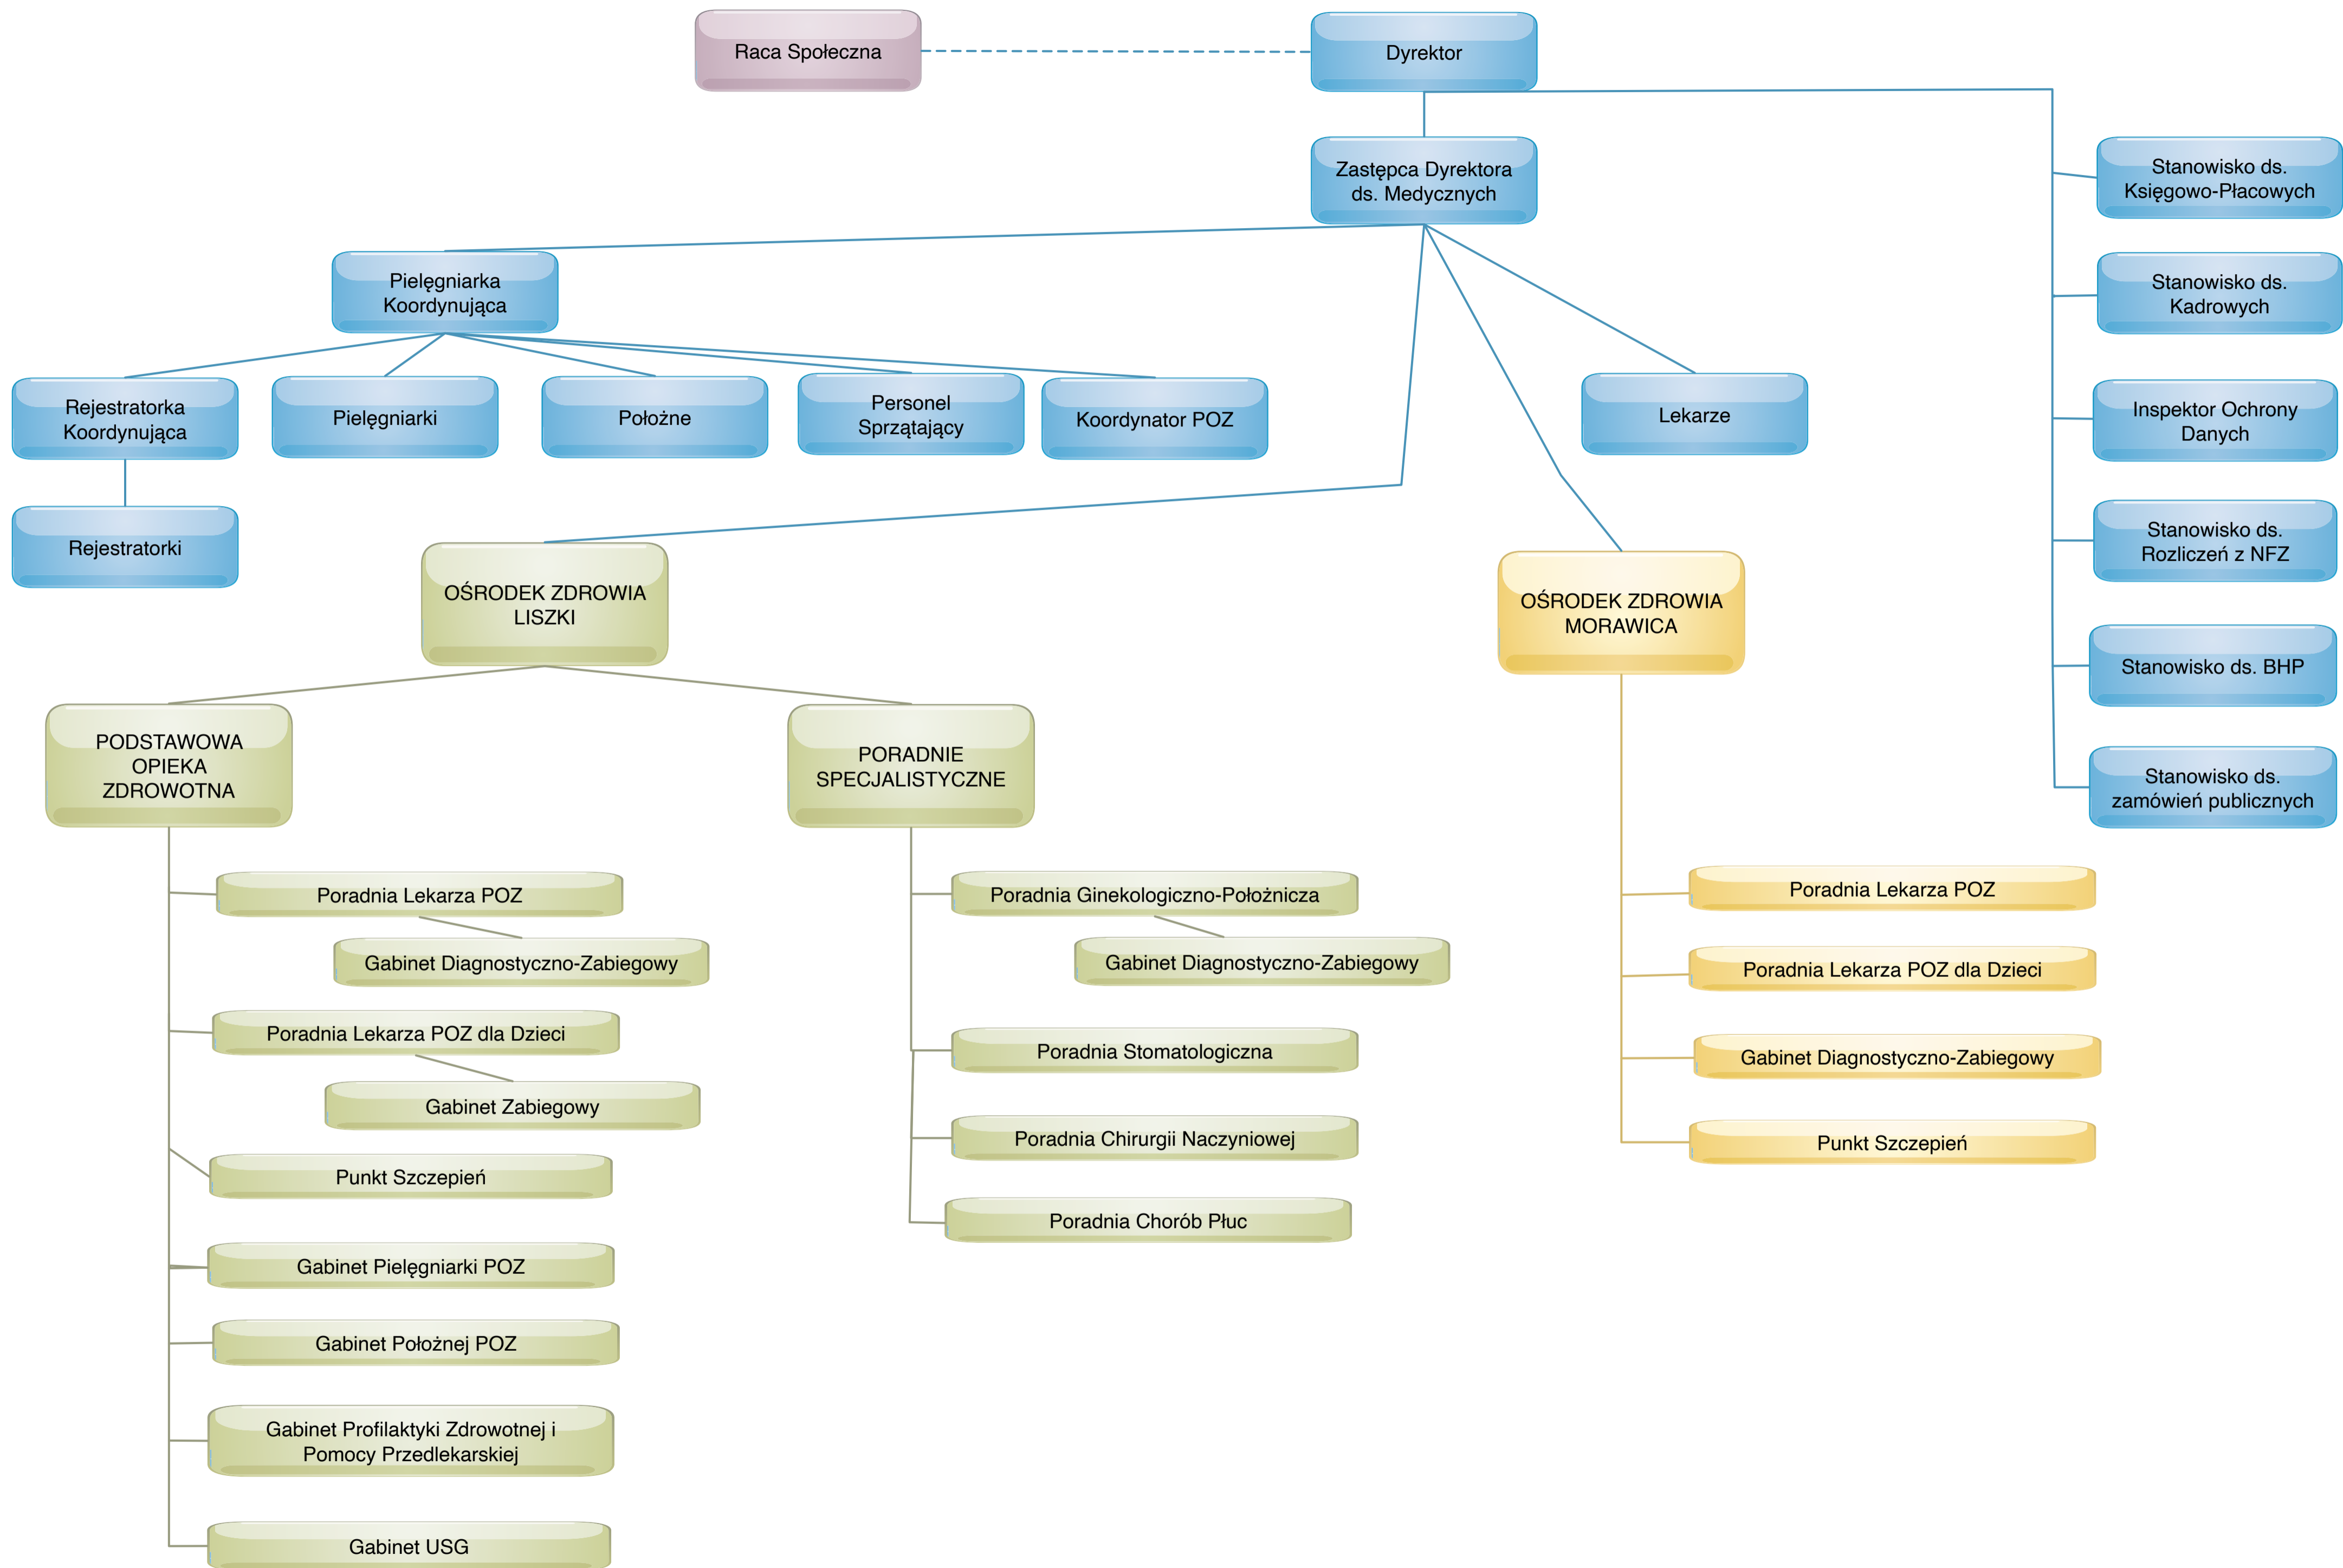 Raca Społeczna
Dyrektor
Zastępca Dyrektora
ds. Medycznych
Stanowisko ds.
Księgowo-Płacowych
Pielęgniarka
Koordynująca
Stanowisko ds.
Kadrowych
Rejestratorka
Koordynująca
Pielęgniarki
Położne
Personel
Sprzątający
Koordynator POZ
Lekarze
Inspektor Ochrony
Danych
Rejestratorki
Stanowisko ds.
Rozliczeń z NFZ
OŚRODEK ZDROWIA
LISZKI
OŚRODEK ZDROWIA
MORAWICA
Stanowisko ds. BHP
PODSTAWOWA
OPIEKA
ZDROWOTNA
PORADNIE
SPECJALISTYCZNE
Stanowisko ds.
zamówień publicznych
Poradnia Lekarza POZ
Gabinet Diagnostyczno-Zabiegowy
Poradnia Lekarza POZ dla Dzieci
Gabinet Zabiegowy
Punkt Szczepień
Gabinet Pielęgniarki POZ
Gabinet Położnej POZ
Gabinet Profilaktyki Zdrowotnej i
Pomocy Przedlekarskiej
Gabinet USG
Poradnia Ginekologiczno-Położnicza
Gabinet Diagnostyczno-Zabiegowy
Poradnia Stomatologiczna
Poradnia Chirurgii Naczyniowej
Poradnia Chorób Płuc
Poradnia Lekarza POZ
Poradnia Lekarza POZ dla Dzieci
Gabinet Diagnostyczno-Zabiegowy
Punkt Szczepień